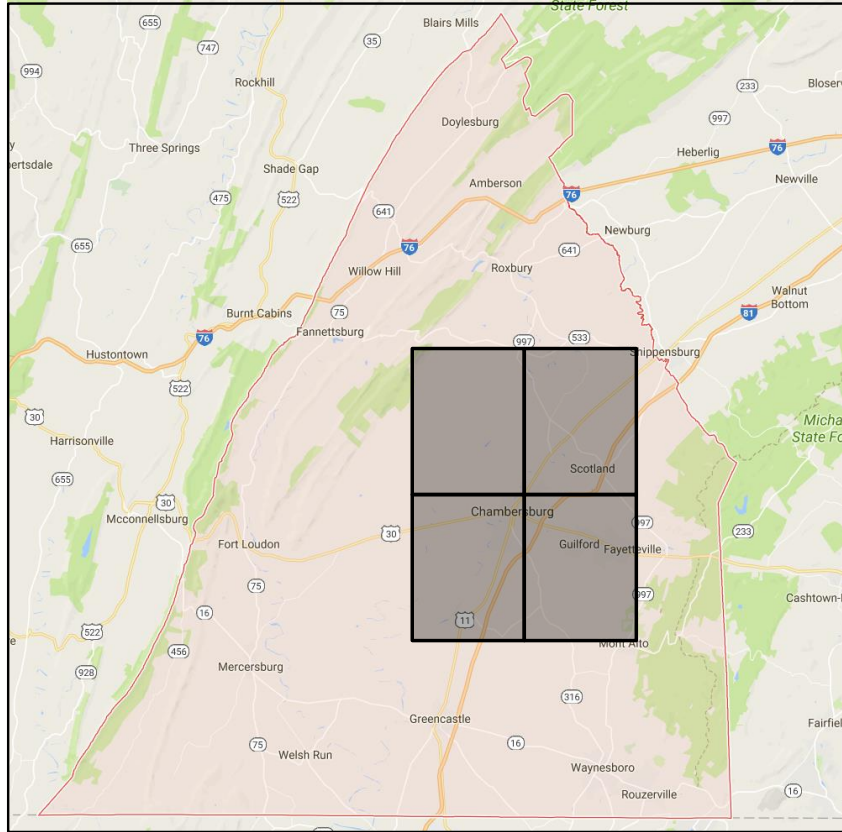 State Forest
Blairs Mills
655
35
747
994
Rockhill
233
Bloser
997
Doylesburg
Three Springs
76
Heberlig
ertsdale
Shade Gap
Amberson
Newville
475
522
76
641
Newburg
655
76
641
Willow Hill
Roxbury
Walnut
Bottom
75
Burnt Cabins
81
Fannettsburg
76
997
533
Hustontown
Shippensburg
522
30
Micha
State Fo
Harrisonville
Scotland
655
30
Chambersburg
Mcconnellsburg
997
30
233
Fort Loudon
Guilford
Fayetteville
75
997
Cashtown-
16
11
522
456
Mont Alto
Mercersburg
928
316
Greencastle
Fairfiel
75
16
Welsh Run
Waynesboro
16
Rouzerville